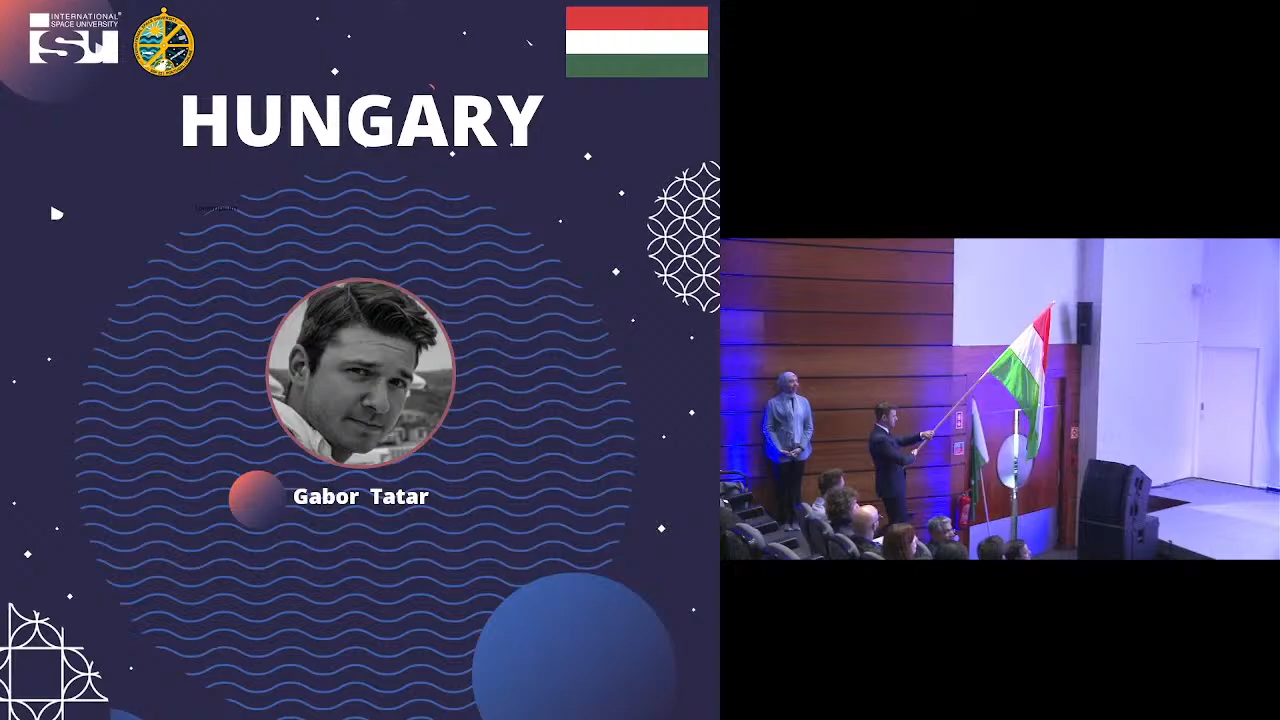 INTERNATIONAL
SPACE UNIVERSITY
isu
HUNGARY
Gabor Tatar